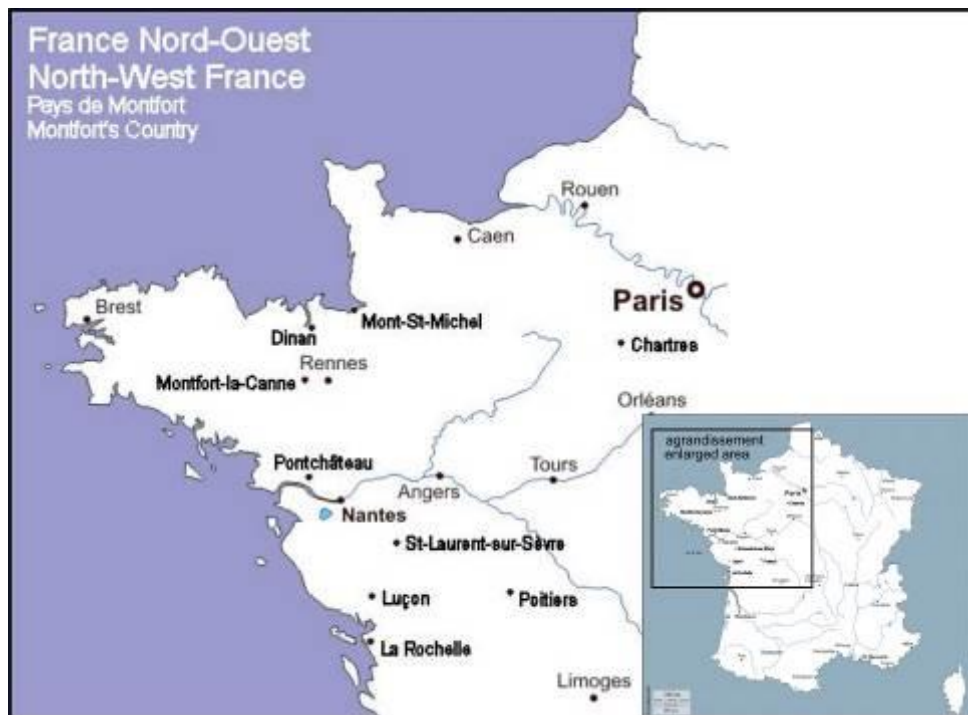 France Nord-Ouest
North-West France
Pays de Montfort
Montfort's Country
Rouen
Caen
Paris
Brest
Mont-St-Michel
Dinan
Chartres
Rennes
Montfort-la-Canne
Orléans
agrandissement
enlarged area
Pontchâteau
Tours
Angers
Nantes
St-Laurent-sur-Sèvre
Luçon
Poitiers
La Rochelle
Limoges
Paris